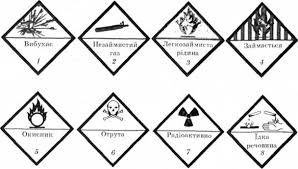 Вибухає
1
Незаймистий
газ
2
Легкозаймиста
рідина
3
Займається
4
Окисник
5
Отрута
6
Радіоактивно
7
Їдка
речовина
8